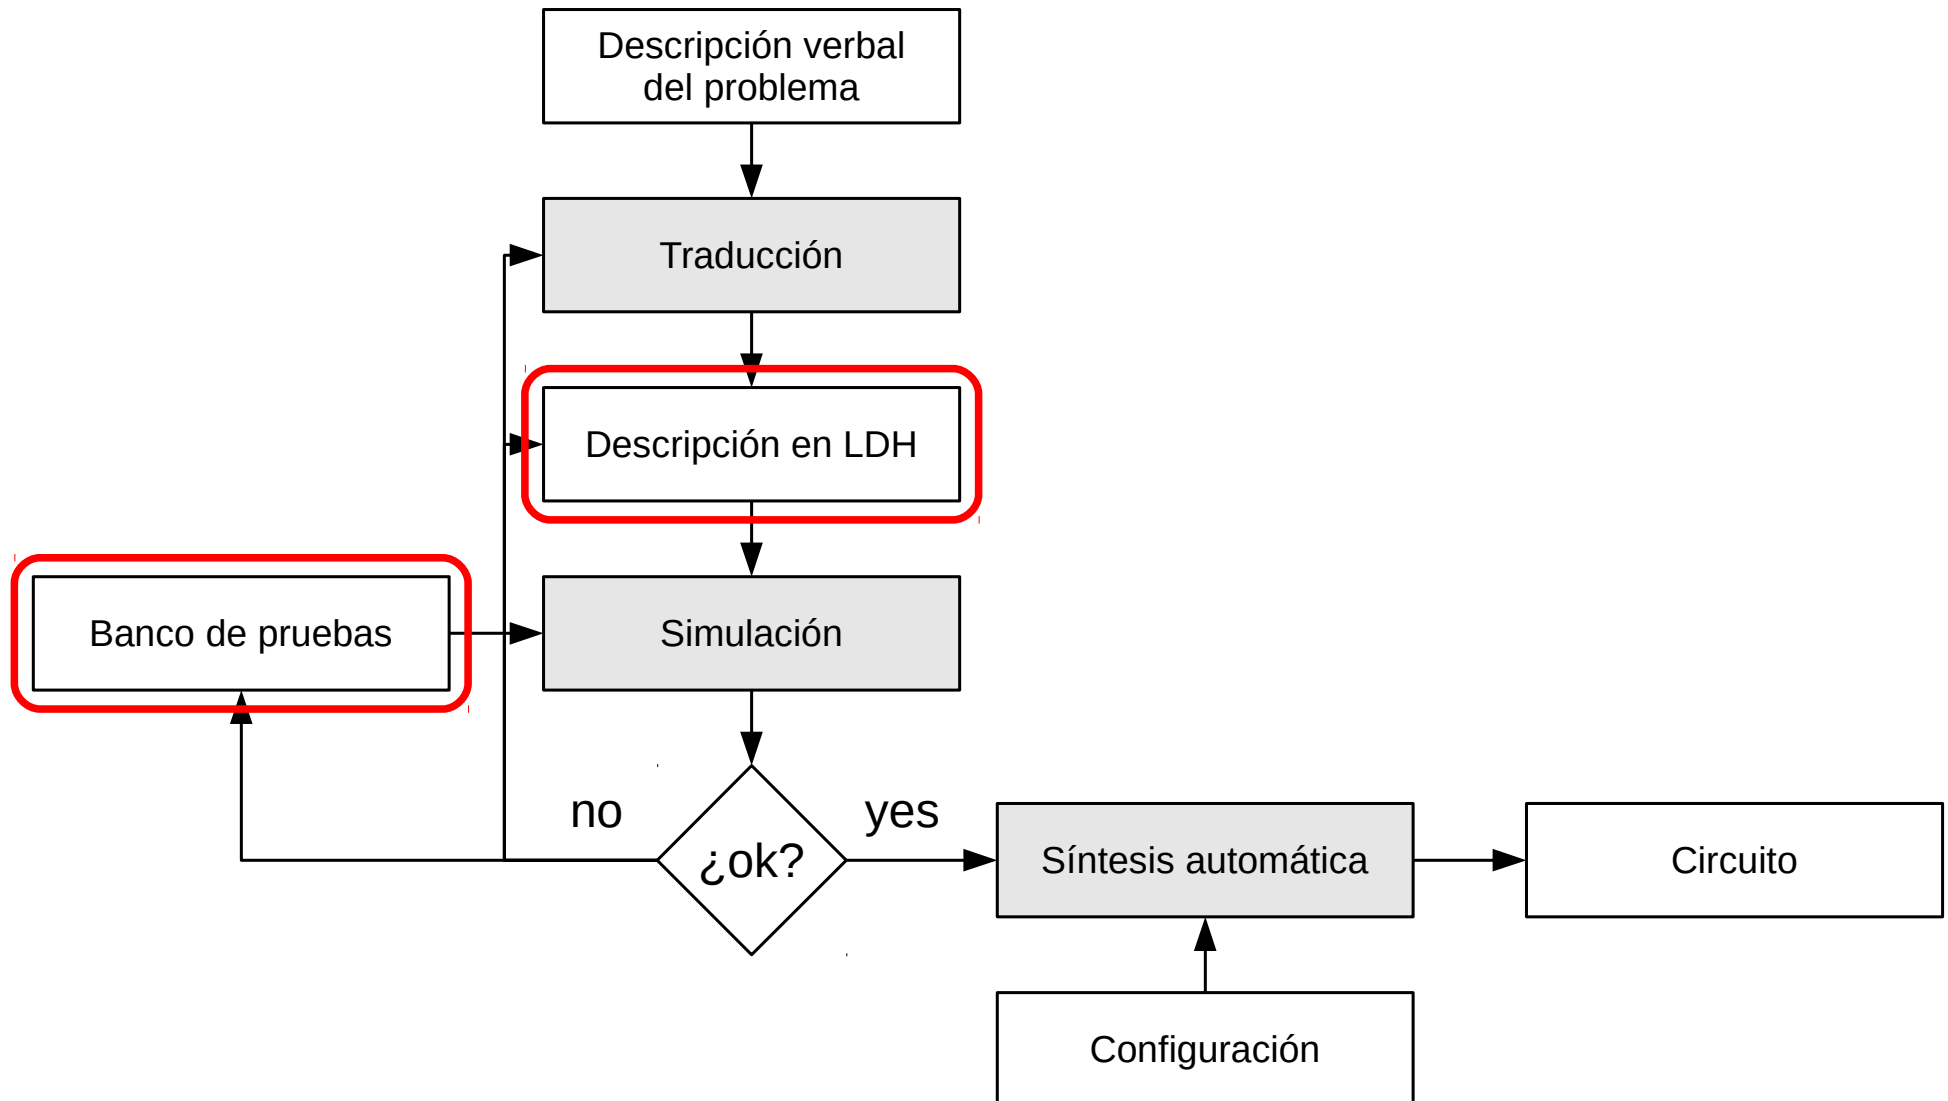 Descripción verbal
del problema
Traducción
Descripción en LDH
Banco de pruebas
Simulación
no
yes
¿ok?
Síntesis automática
Circuito
Configuración